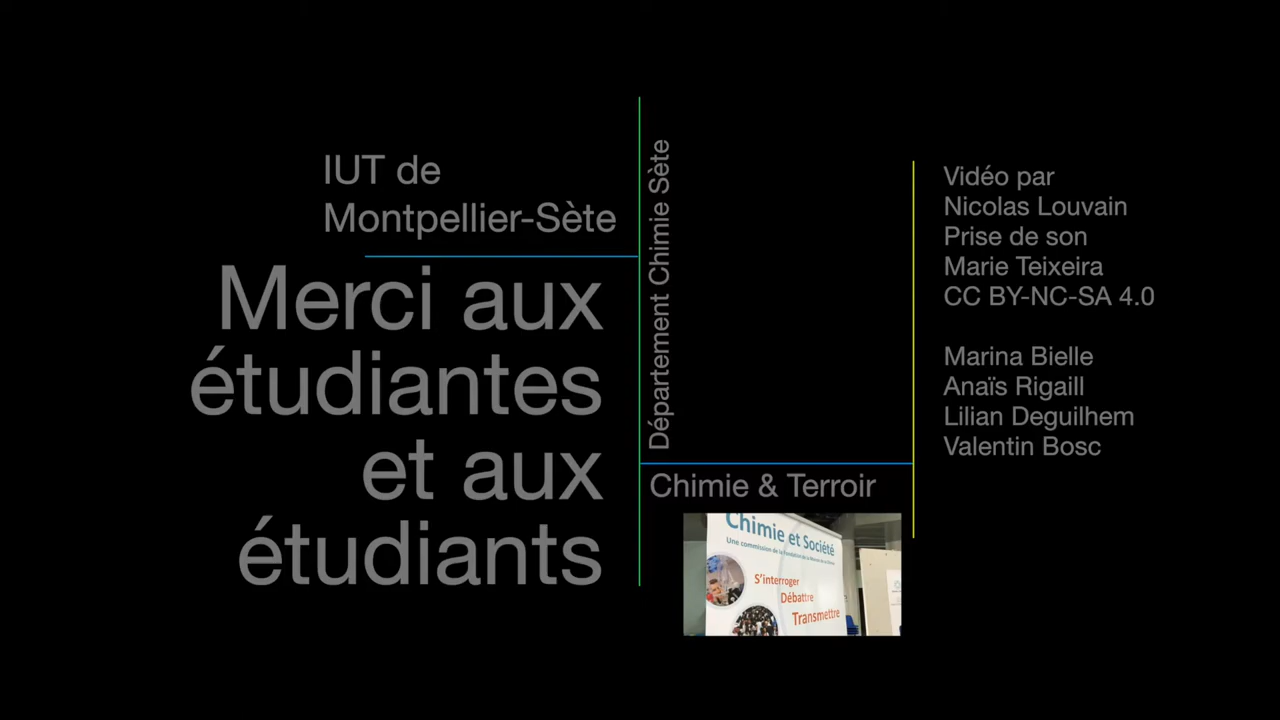 IUT de
Montpellier-Sète
Merci aux
étudiantes
et aux
étudiants
Département Chimie Sète
Chimie & Terroir
Chimie et Société
Une commission de la Fondation de la Maison de la Chimie
S'interroger
Débattre
Transmettre
Vidéo par
Nicolas Louvain
Prise de son
Marie Teixeira
CC BY-NC-SA 4.0
Marina Bielle
Anaïs Rigaill
Lilian Deguilhem
Valentin Bosc